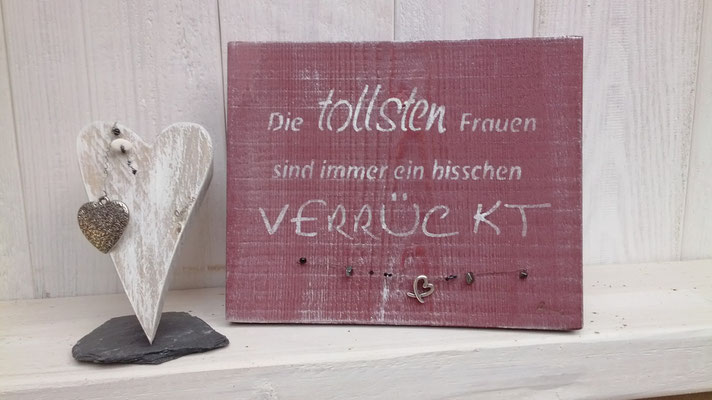 Die tollsten Frauen
sind immer ein bisschen
VERRÜCKT